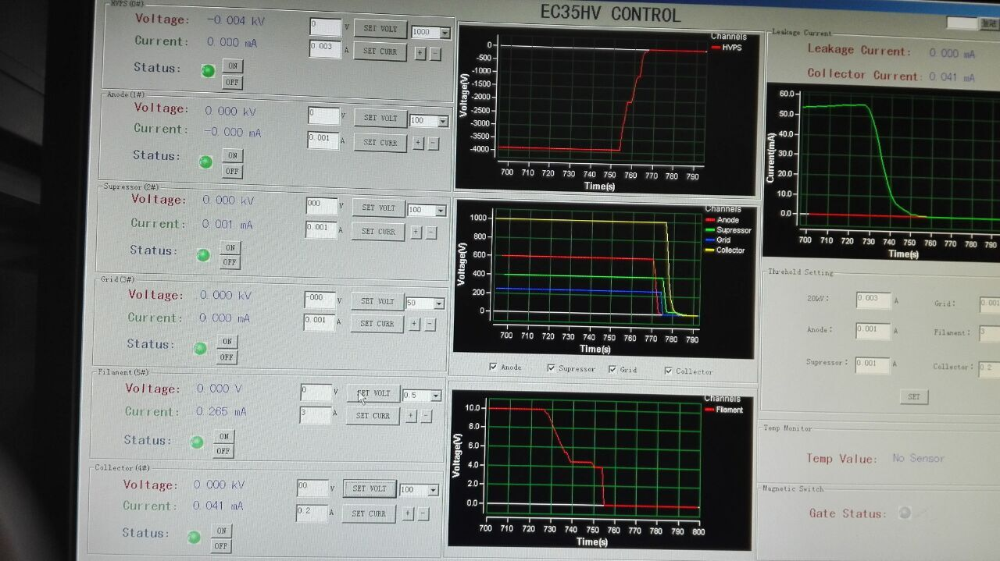 EC35HV CONTROL
HVPS(0#)
Voltage: -0.004 kV 0 V SET VOLT 1000
Current: 0.000 mA 0.003 A SET CURR + -
Status: ON
OFF
Anode(1#)
Voltage: 0.000 kV 0 V SET VOLT 100
Current: -0.000 mA 0.001 A SET CURR + -
Status: ON
OFF
Supressor(2#)
Voltage: 0.000 kV 000 V SET VOLT 100
Current: 0.001 mA 0.001 A SET CURR + -
Status: ON
OFF
Grid(3#)
Voltage: 0.000 kV -000 V SET VOLT 50
Current: 0.000 mA 0.001 A SET CURR + -
Status: ON
OFF
Filament(5#)
Voltage: 0.000 V 0 V SET VOLT 0.5
Current: 0.265 mA 3 A SET CURR + -
Status: ON
OFF
Collector(4#)
Voltage: 0.000 kV 00 V SET VOLT 100
Current: 0.041 mA 0.2 A SET CURR + -
Status: ON
OFF
Channels
HVPS
Voltage(V)
0
-500
-1000
-1500
-2000
-2500
-3000
-3500
-4000
700 710 720 730 740 750 760 770 780 790
Time(s)
Channels
Anode
Supressor
Grid
Collector
Voltage(V)
1000
800
600
400
200
0
700 710 720 730 740 750 760 770 780 790
Time(s)
Anode Supressor Grid Collector
Channels
Filament
Voltage(V)
10.0
8.0
6.0
4.0
2.0
0.0
700 710 720 730 740 750 760 770 780 790 800
Time(s)
Leakage Current
Leakage Current: 0.000 mA
Collector Current: 0.041 mA
Current(mA)
60.0
50.0
40.0
30.0
20.0
10.0
0.0
700 710 720 730 740 750 760 770 780 790
Time(s)
Threshold Setting
20kV: 0.003 A Grid: 0.001
Anode: 0.001 A Filament: 3
Supressor: 0.001 A Collector: 0.2
SET
Temp Monitor
Temp Value: No Sensor
Magnetic Switch
Gate Status: